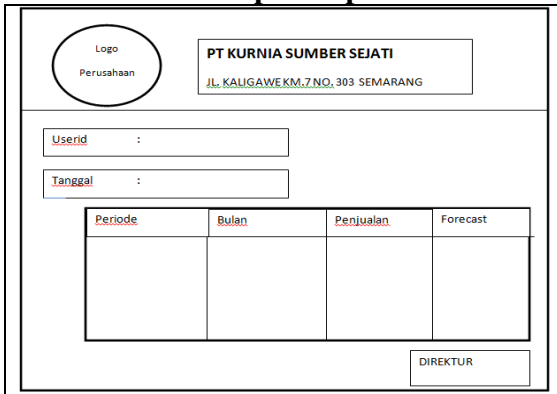 Logo
Perusahaan
PT KURNIA SUMBER SEJATI
JL. KALIGAWE KM.7 NO. 303 SEMARANG
Userid :
Tanggal :
Periode Bulan Penjualan Forecast
DIREKTUR